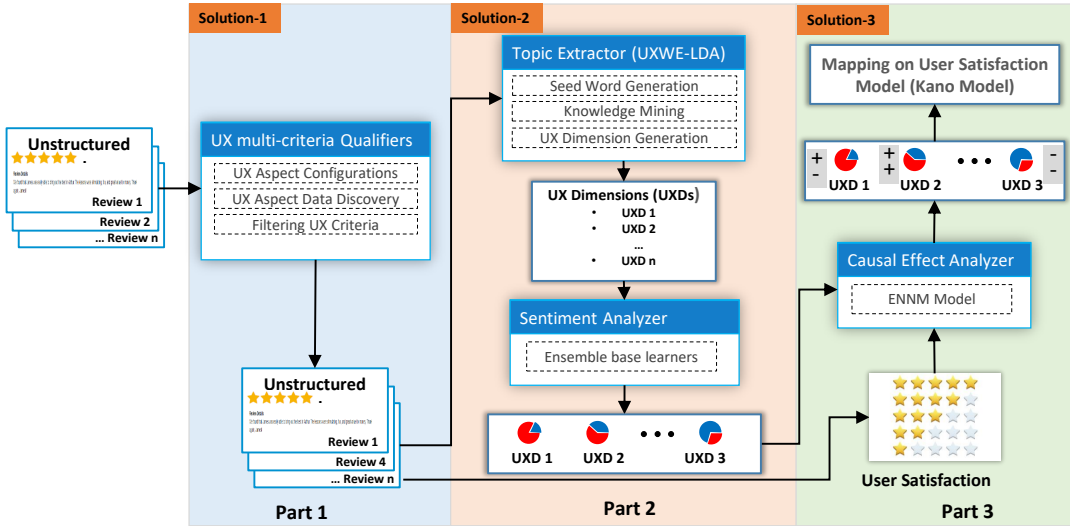 Solution-1
Solution-2
Solution-3
Unstructured
-
Review 1
Review 2
... Review n
UX multi-criteria Qualifiers
UX Aspect Configurations
UX Aspect Data Discovery
Filtering UX Criteria
Unstructured
-
Review 1
Review 4
... Review n
Part 1
Topic Extractor (UXWE-LDA)
Seed Word Generation
Knowledge Mining
UX Dimension Generation
UX Dimensions (UXDs)
• UXD 1
• UXD 2
...
• UXD n
Sentiment Analyzer
Ensemble base learners
UXD 1 UXD 2 • • • UXD 3
Part 2
Mapping on User Satisfaction
Model (Kano Model)
+ - + + - -
UXD 1 UXD 2 • • • UXD 3
Causal Effect Analyzer
ENNM Model
User Satisfaction
Part 3